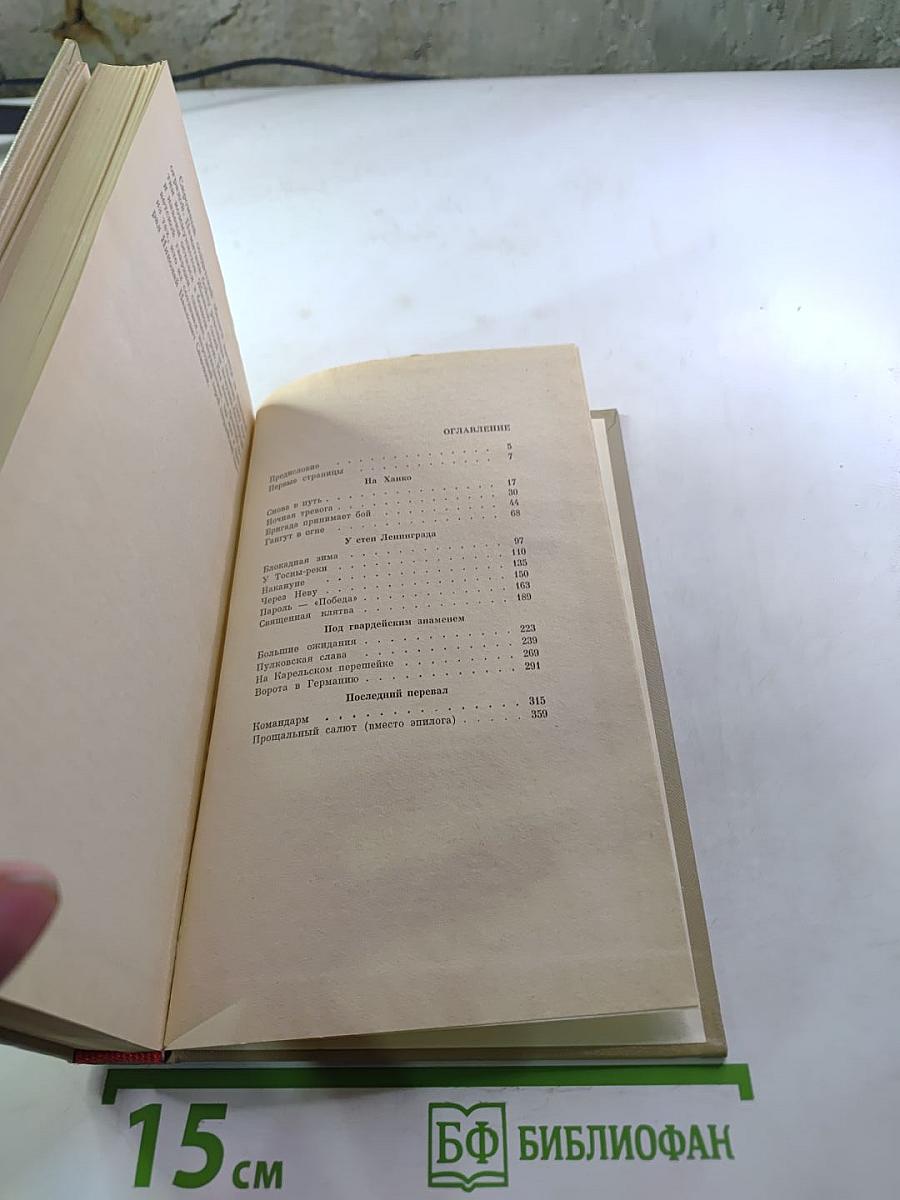 ОГЛАВЛЕНИЕ
Предисловие . . . . . . . . . . . . . 5
Первые страницы . . . . . . . . . . . 7
На Ханко
Снова в путь . . . . . . . . . . . . . 17
Ночная тревога . . . . . . . . . . . . 30
Бригада принимает бой . . . . . . . . 44
Гангут в огне . . . . . . . . . . . . 68
У стен Ленинграда
Блокадная зима . . . . . . . . . . . . 97
У Тосны-реки . . . . . . . . . . . . . 110
Накануне . . . . . . . . . . . . . . . 135
Через Неву . . . . . . . . . . . . . . 150
Пароль — «Победа» . . . . . . . . . . 163
Священная клятва . . . . . . . . . . . 189
Под гвардейским знаменем
Большие ожидания . . . . . . . . . . . 223
Пулковская слава . . . . . . . . . . . 239
На Карельском перешейке . . . . . . . 269
Ворота в Германию . . . . . . . . . . 291
Последний перевал
Командарм . . . . . . . . . . . . . . 315
Прощальный салют (вместо эпилога) . . . . 359
15 см
БФ БИБЛИОФАН